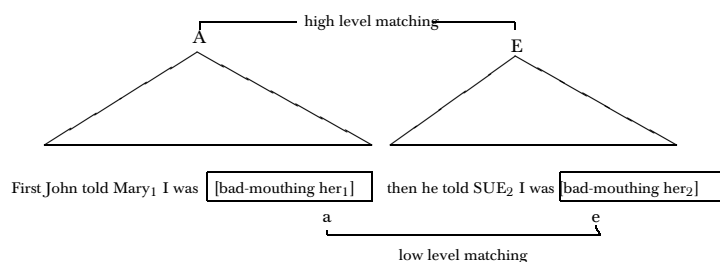 high level matching
A E
First John told Mary₁ I was [bad-mouthing her₁] then he told SUE₂ I was [bad-mouthing her₂]
a e
low level matching